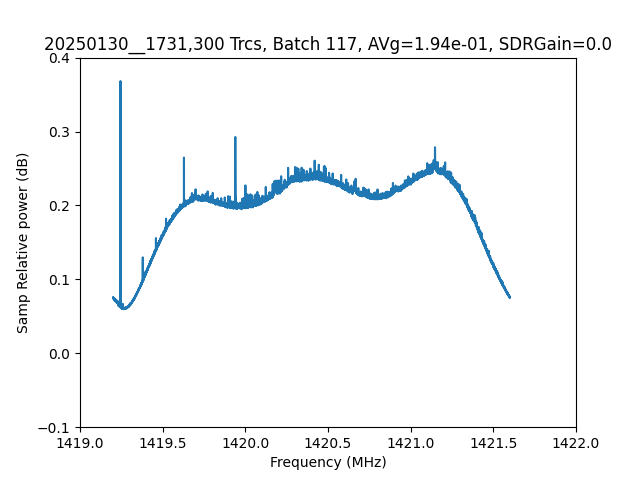 20250130__1731,300 Trcs, Batch 117, AVg=1.94e-01, SDRGain=0.0
0.4
0.3
0.2
0.1
0.0
−0.1
Samp Relative power (dB)
1419.0 1419.5 1420.0 1420.5 1421.0 1421.5 1422.0
Frequency (MHz)